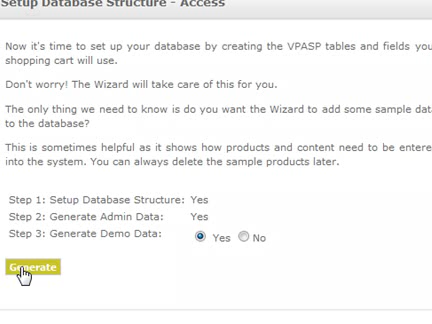 Setup Database Structure - Access
Now it's time to set up your database by creating the VPASP tables and fields you
shopping cart will use.
Don't worry! The Wizard will take care of this for you.
The only thing we need to know is do you want the Wizard to add some sample dat
to the database?
This is sometimes helpful as it shows how products and content need to be entere
into the system. You can always delete the sample products later.
Step 1: Setup Database Structure: Yes
Step 2: Generate Admin Data: Yes
Step 3: Generate Demo Data: Yes No
Generate